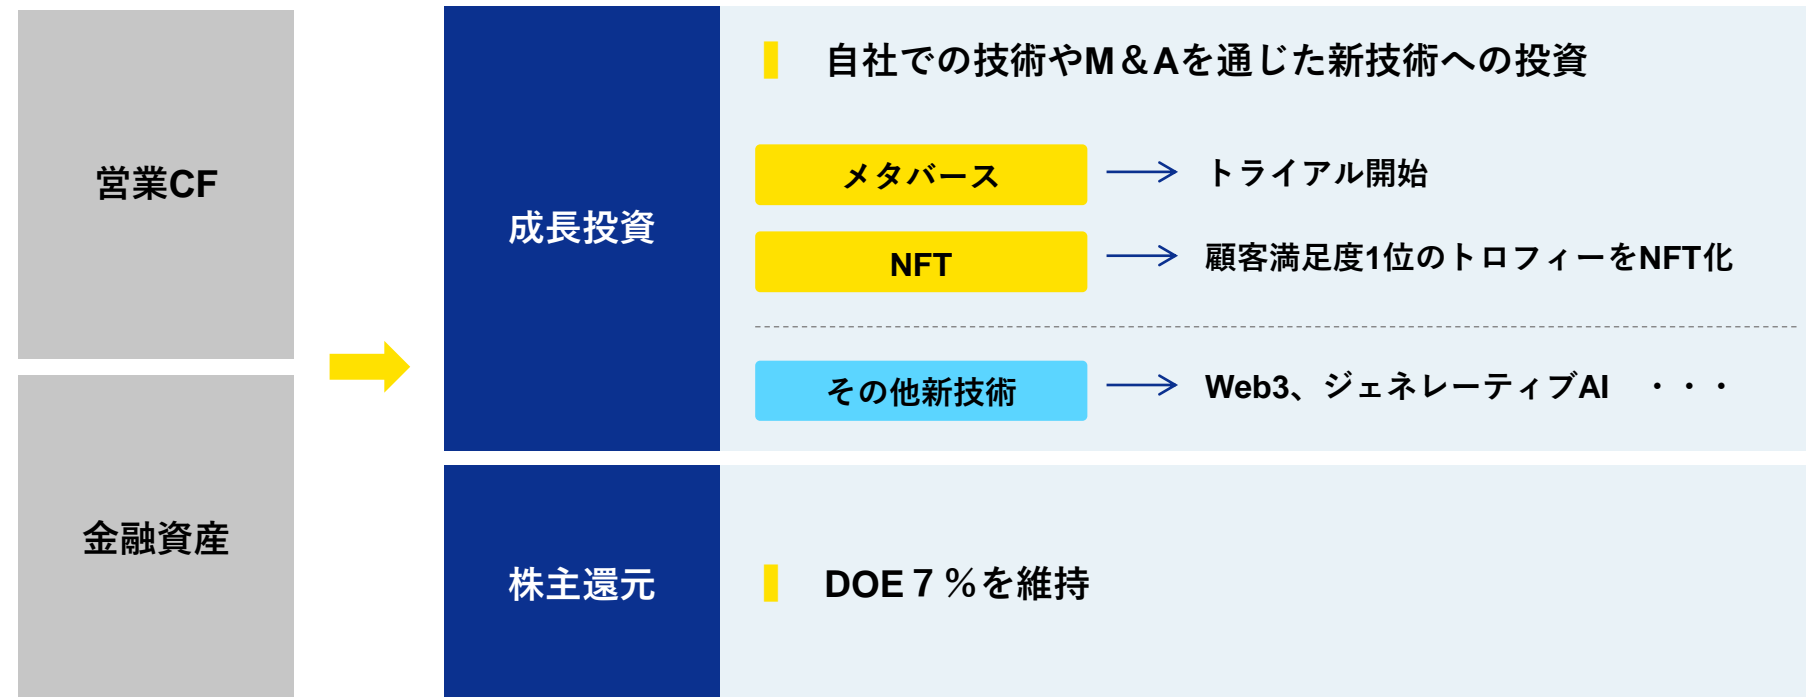 営業CF
金融資産
成長投資
自社での技術やM＆Aを通じた新技術への投資
メタバース
トライアル開始
NFT
顧客満足度1位のトロフィーをNFT化
その他新技術
Web3、ジェネレーティブAI　・・・
株主還元
DOE７％を維持